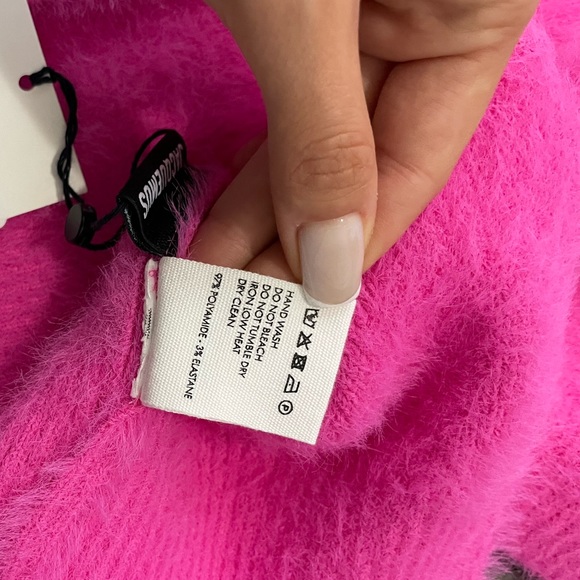 JACQUEMUS
HAND WASH
DO NOT BLEACH
DO NOT TUMBLE DRY
IRON LOW HEAT
DRY CLEAN
97% POLYAMIDE - 3% ELASTANE
P